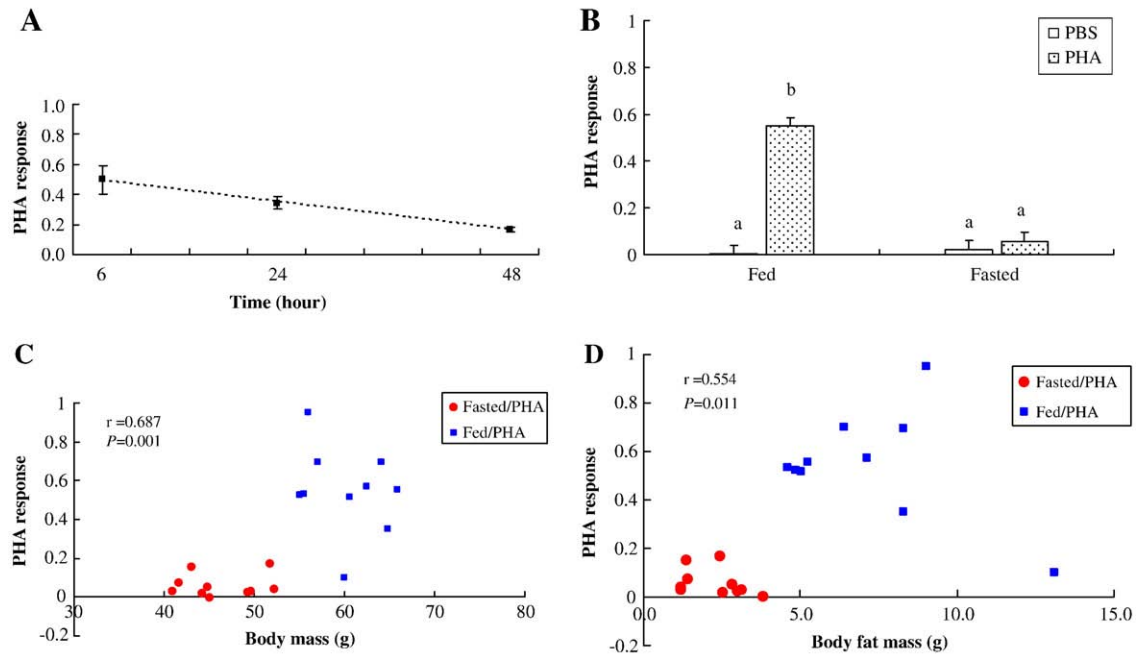 A
PHA response
1.0
0.8
0.6
0.4
0.2
0.0
6
24
48
Time (hour)
B
PHA response
1
0.8
0.6
0.4
0.2
0
PBS
PHA
a
b
a
a
Fed
Fasted
C
PHA response
1
0.8
0.6
0.4
0.2
0
-0.2
r =0.687
P=0.001
Fasted/PHA
Fed/PHA
30
40
50
60
70
80
Body mass (g)
D
PHA response
1
0.8
0.6
0.4
0.2
0
-0.2
r =0.554
P=0.011
Fasted/PHA
Fed/PHA
0.0
5.0
10.0
15.0
Body fat mass (g)